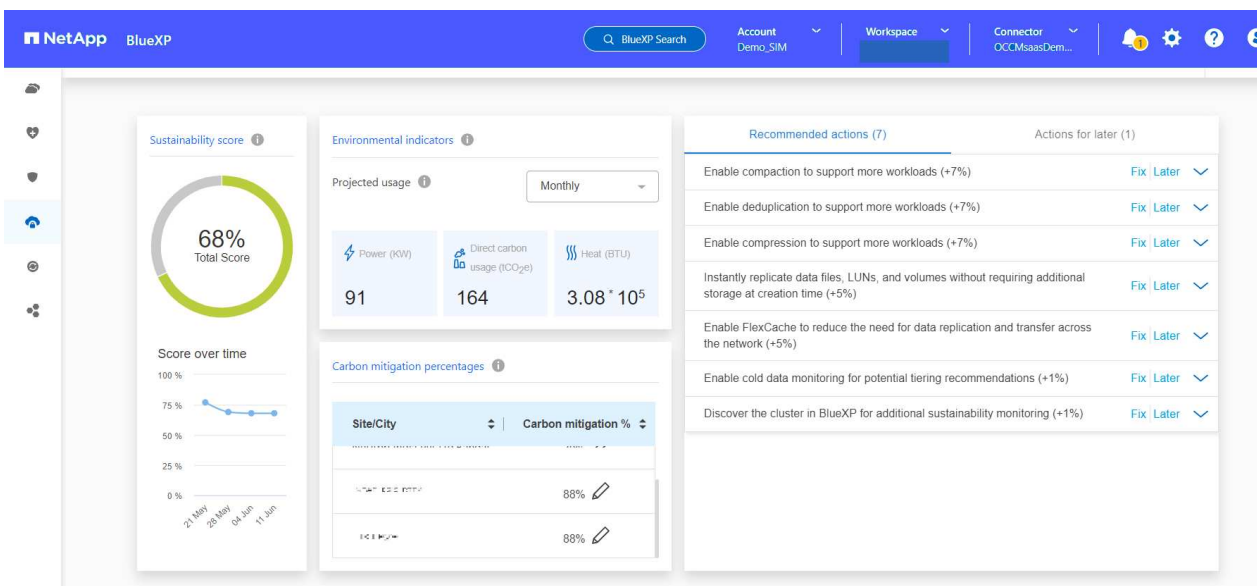 NetApp BlueXP
BlueXP Search
Account
Demo_SIM
Workspace
Connector
OCCMsaasDem...
1
Sustainability score
68%
Total Score
Score over time
100 %
75 %
50 %
25 %
0 %
21 May
28 May
04 Jun
11 Jun
Environmental indicators
Projected usage
Monthly
Power (KW)
91
Direct carbon
usage (tCO2e)
164
Heat (BTU)
3.08 * 10⁵
Carbon mitigation percentages
Site/City
Carbon mitigation %
88%
88%
Recommended actions (7)
Actions for later (1)
Enable compaction to support more workloads (+7%) Fix Later
Enable deduplication to support more workloads (+7%) Fix Later
Enable compression to support more workloads (+7%) Fix Later
Instantly replicate data files, LUNs, and volumes without requiring additional
storage at creation time (+5%) Fix Later
Enable FlexCache to reduce the need for data replication and transfer across
the network (+5%) Fix Later
Enable cold data monitoring for potential tiering recommendations (+1%) Fix Later
Discover the cluster in BlueXP for additional sustainability monitoring (+1%) Fix Later